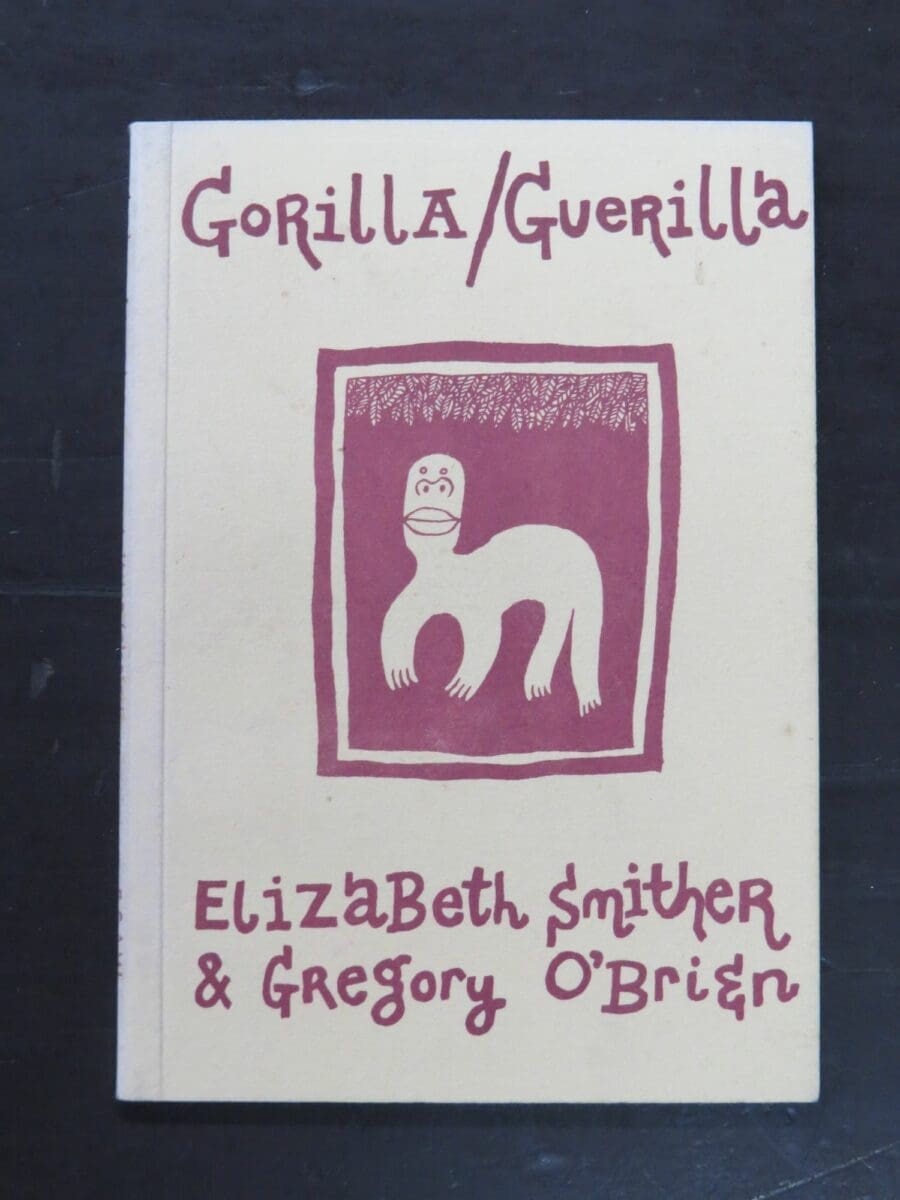 Gorilla/Guerilla
Elizabeth Smither
& Gregory O'Brien